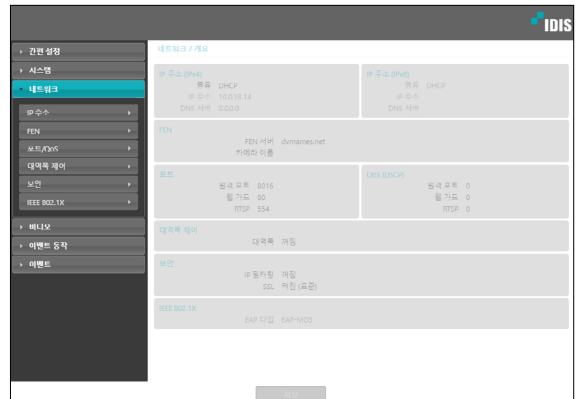 IDIS
간편 설정
시스템
네트워크
IP 주소
FEN
포트/QoS
대역폭 제어
보안
IEEE 802.1X
비디오
이벤트 동작
이벤트
네트워크 / 개요
IP 주소 (IPv4)
종류 DHCP
IP 주소 10.0.18.14
DNS 서버 0.0.0.0
IP 주소 (IPv6)
종류 DHCP
IP 주소
DNS 서버
FEN
FEN 서버 dvrnames.net
카메라 이름
포트
원격 포트 8016
웹 가드 80
RTSP 554
QoS (DSCP)
원격 포트 0
웹 가드 0
RTSP 0
대역폭 제어
대역폭 꺼짐
보안
IP 필터링 꺼짐
SSL 켜짐 (표준)
IEEE 802.1X
EAP 타입 EAP-MD5
저장